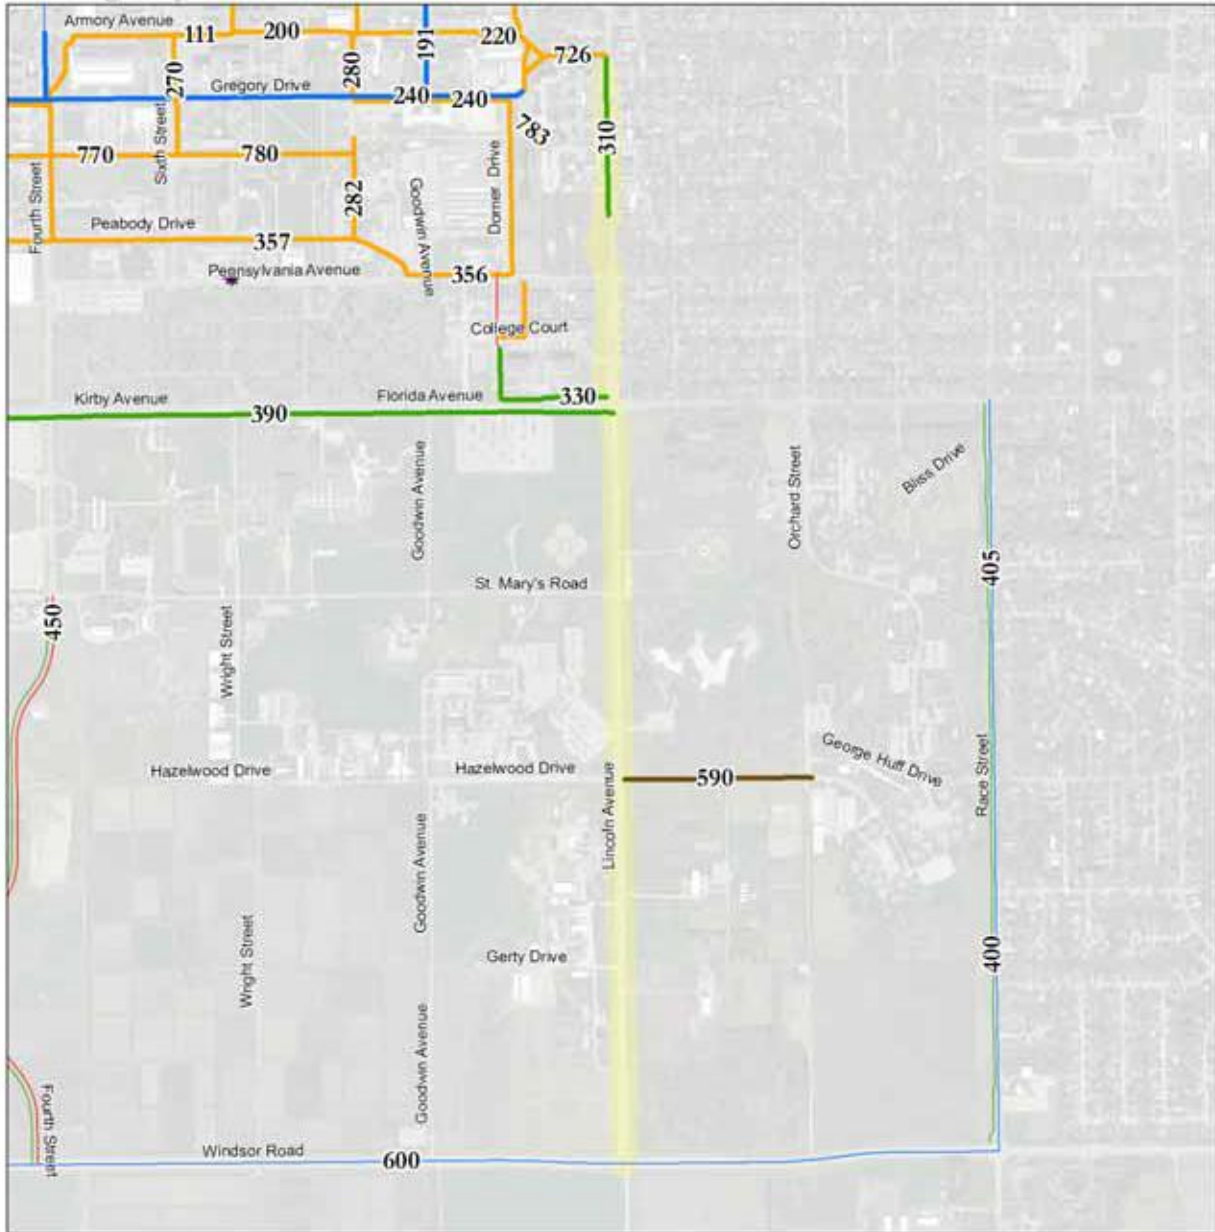 Armory Avenue
111
200
191
220
726
270
280
Gregory Drive
240
240
783
310
Sixth Street
770
780
Fourth Street
282
Goodwin Avenue
Dorner Drive
Peabody Drive
357
Pennsylvania Avenue
356
College Court
Kirby Avenue
Florida Avenue
330
390
Goodwin Avenue
Orchard Street
Bliss Drive
405
St. Mary's Road
450
Wright Street
Hazelwood Drive
Hazelwood Drive
Lincoln Avenue
590
George Huff Drive
Race Street
Goodwin Avenue
Wright Street
Gerty Drive
400
Goodwin Avenue
Fourth Street
Windsor Road
600